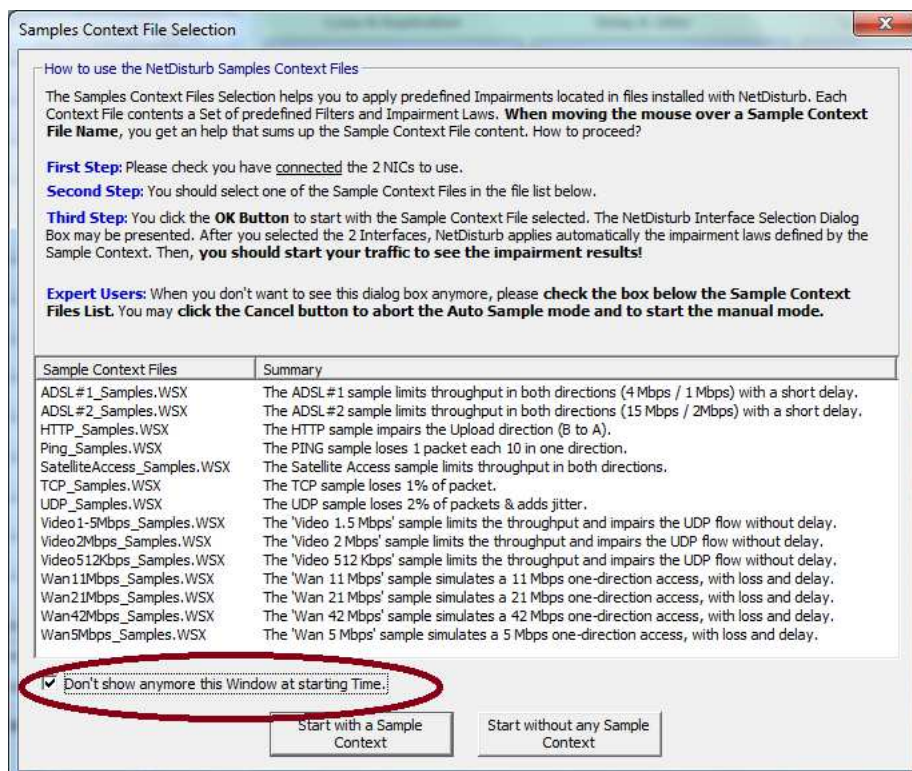 Samples Context File Selection
How to use the NetDisturb Samples Context Files
The Samples Context Files Selection helps you to apply predefined Impairments located in files installed with NetDisturb. Each
Context File contents a Set of predefined Filters and Impairment Laws. When moving the mouse over a Sample Context
File Name, you get an help that sums up the Sample Context File content. How to proceed?
First Step: Please check you have connected the 2 NICs to use.
Second Step: You should select one of the Sample Context Files in the file list below.
Third Step: You click the OK Button to start with the Sample Context File selected. The NetDisturb Interface Selection Dialog
Box may be presented. After you selected the 2 Interfaces, NetDisturb applies automatically the impairment laws defined by the
Sample Context. Then, you should start your traffic to see the impairment results!
Expert Users: When you don't want to see this dialog box anymore, please check the box below the Sample Context
Files List. You may click the Cancel button to abort the Auto Sample mode and to start the manual mode.
Sample Context Files Summary
ADSL#1_Samples.WSX The ADSL#1 sample limits throughput in both directions (4 Mbps / 1 Mbps) with a short delay.
ADSL#2_Samples.WSX The ADSL#2 sample limits throughput in both directions (15 Mbps / 2Mbps) with a short delay.
HTTP_Samples.WSX The HTTP sample impairs the Upload direction (B to A).
Ping_Samples.WSX The PING sample loses 1 packet each 10 in one direction.
SatelliteAccess_Samples.WSX The Satellite Access sample limits throughput in both directions.
TCP_Samples.WSX The TCP sample loses 1% of packet.
UDP_Samples.WSX The UDP sample loses 2% of packets & adds jitter.
Video1-5Mbps_Samples.WSX The 'Video 1.5 Mbps' sample limits the throughput and impairs the UDP flow without delay.
Video2Mbps_Samples.WSX The 'Video 2 Mbps' sample limits the throughput and impairs the UDP flow without delay.
Video512Kbps_Samples.WSX The 'Video 512 Kbps' sample limits the throughput and impairs the UDP flow without delay.
Wan11Mbps_Samples.WSX The 'Wan 11 Mbps' sample simulates a 11 Mbps one-direction access, with loss and delay.
Wan21Mbps_Samples.WSX The 'Wan 21 Mbps' sample simulates a 21 Mbps one-direction access, with loss and delay.
Wan42Mbps_Samples.WSX The 'Wan 42 Mbps' sample simulates a 42 Mbps one-direction access, with loss and delay.
Wan5Mbps_Samples.WSX The 'Wan 5 Mbps' sample simulates a 5 Mbps one-direction access, with loss and delay.
Don't show anymore this Window at starting Time.
Start with a Sample
Context
Start without any Sample
Context